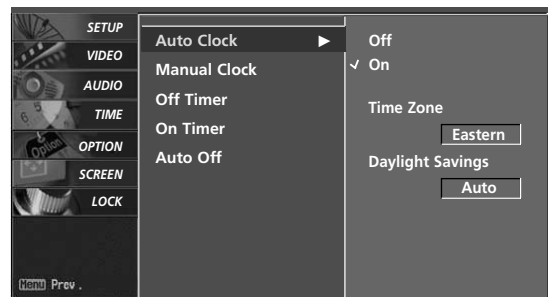 SETUP
VIDEO
AUDIO
TIME
OPTION
SCREEN
LOCK
Menu Prev .
Auto Clock ▶
Manual Clock
Off Timer
On Timer
Auto Off
Off
✓ On
Time Zone
Eastern
Daylight Savings
Auto